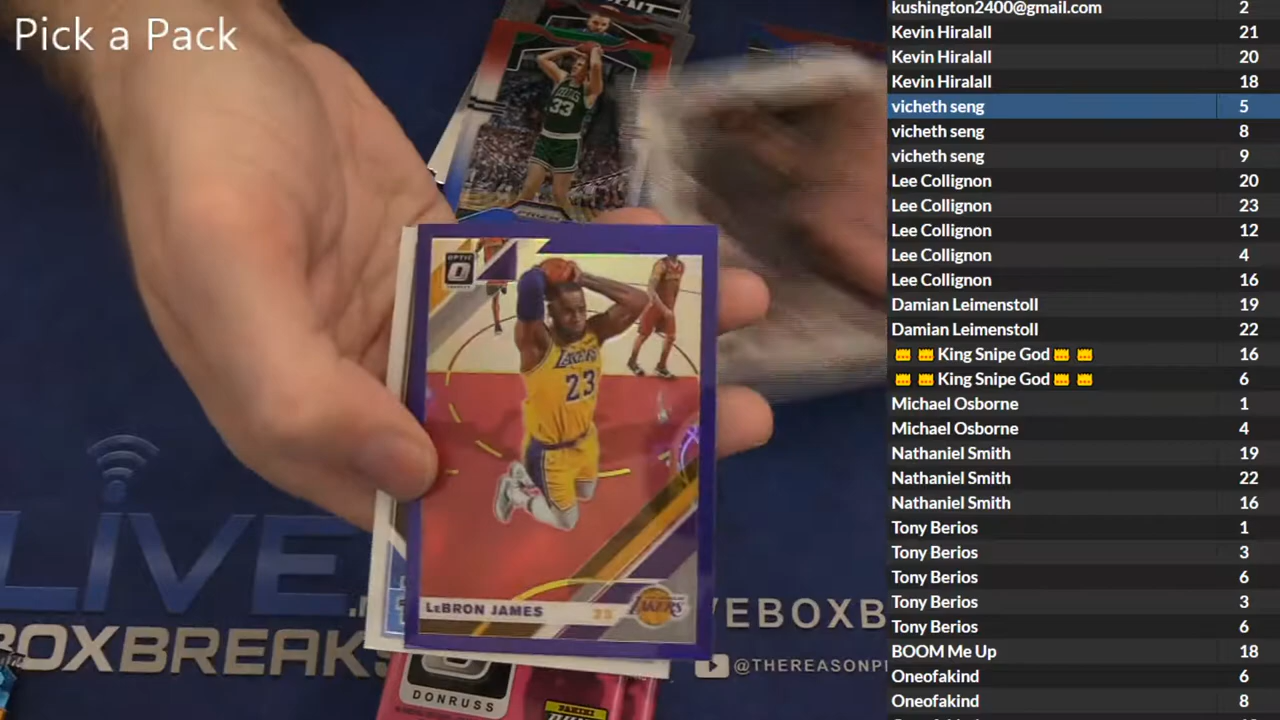 Pick a Pack
33
OPTIC
LAKERS
23
LEBRON JAMES 23 LAKERS
LIVE
BOXBREAKS
VEBOXB
@THEREASONPI
DONRUSS
PANINI
kushington2400@gmail.com 2
Kevin Hiralall 21
Kevin Hiralall 20
Kevin Hiralall 18
vicheth seng 5
vicheth seng 8
vicheth seng 9
Lee Collignon 20
Lee Collignon 23
Lee Collignon 12
Lee Collignon 4
Lee Collignon 16
Damian Leimenstoll 19
Damian Leimenstoll 22
King Snipe God 16
King Snipe God 6
Michael Osborne 1
Michael Osborne 4
Nathaniel Smith 19
Nathaniel Smith 22
Nathaniel Smith 16
Tony Berios 1
Tony Berios 3
Tony Berios 6
Tony Berios 3
Tony Berios 6
BOOM Me Up 18
Oneofakind 6
Oneofakind 8